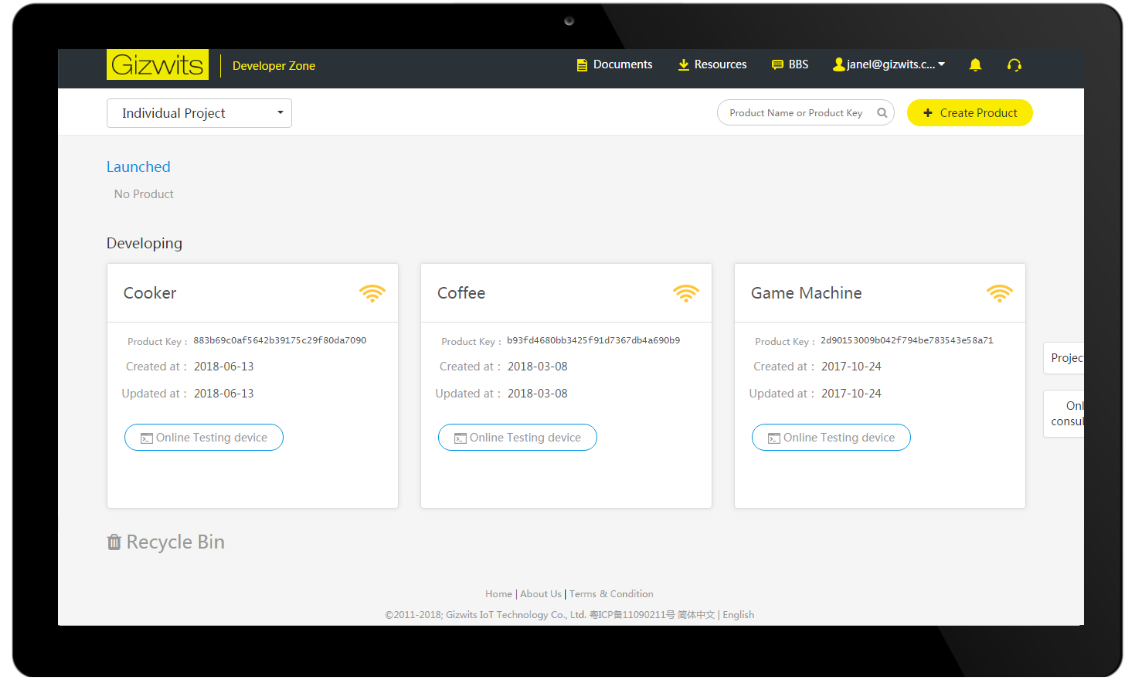 Gizwits
Developer Zone
Documents
Resources
BBS
janel@gizwits.c...
Individual Project
Product Name or Product Key
+ Create Product
Launched
No Product
Developing
Cooker
Product Key : 883b69c0af5642b39175c29f80da7090
Created at : 2018-06-13
Updated at : 2018-06-13
Online Testing device
Coffee
Product Key : b93fd4680bb3425f91d7367db4a690b9
Created at : 2018-03-08
Updated at : 2018-03-08
Online Testing device
Game Machine
Product Key : 2d90153009b042f794be783543e58a71
Created at : 2017-10-24
Updated at : 2017-10-24
Online Testing device
Projec
Onl
consul
Recycle Bin
Home | About Us | Terms & Condition
©2011-2018; Gizwits IoT Technology Co., Ltd. 粤ICP备11090211号 简体中文 | English